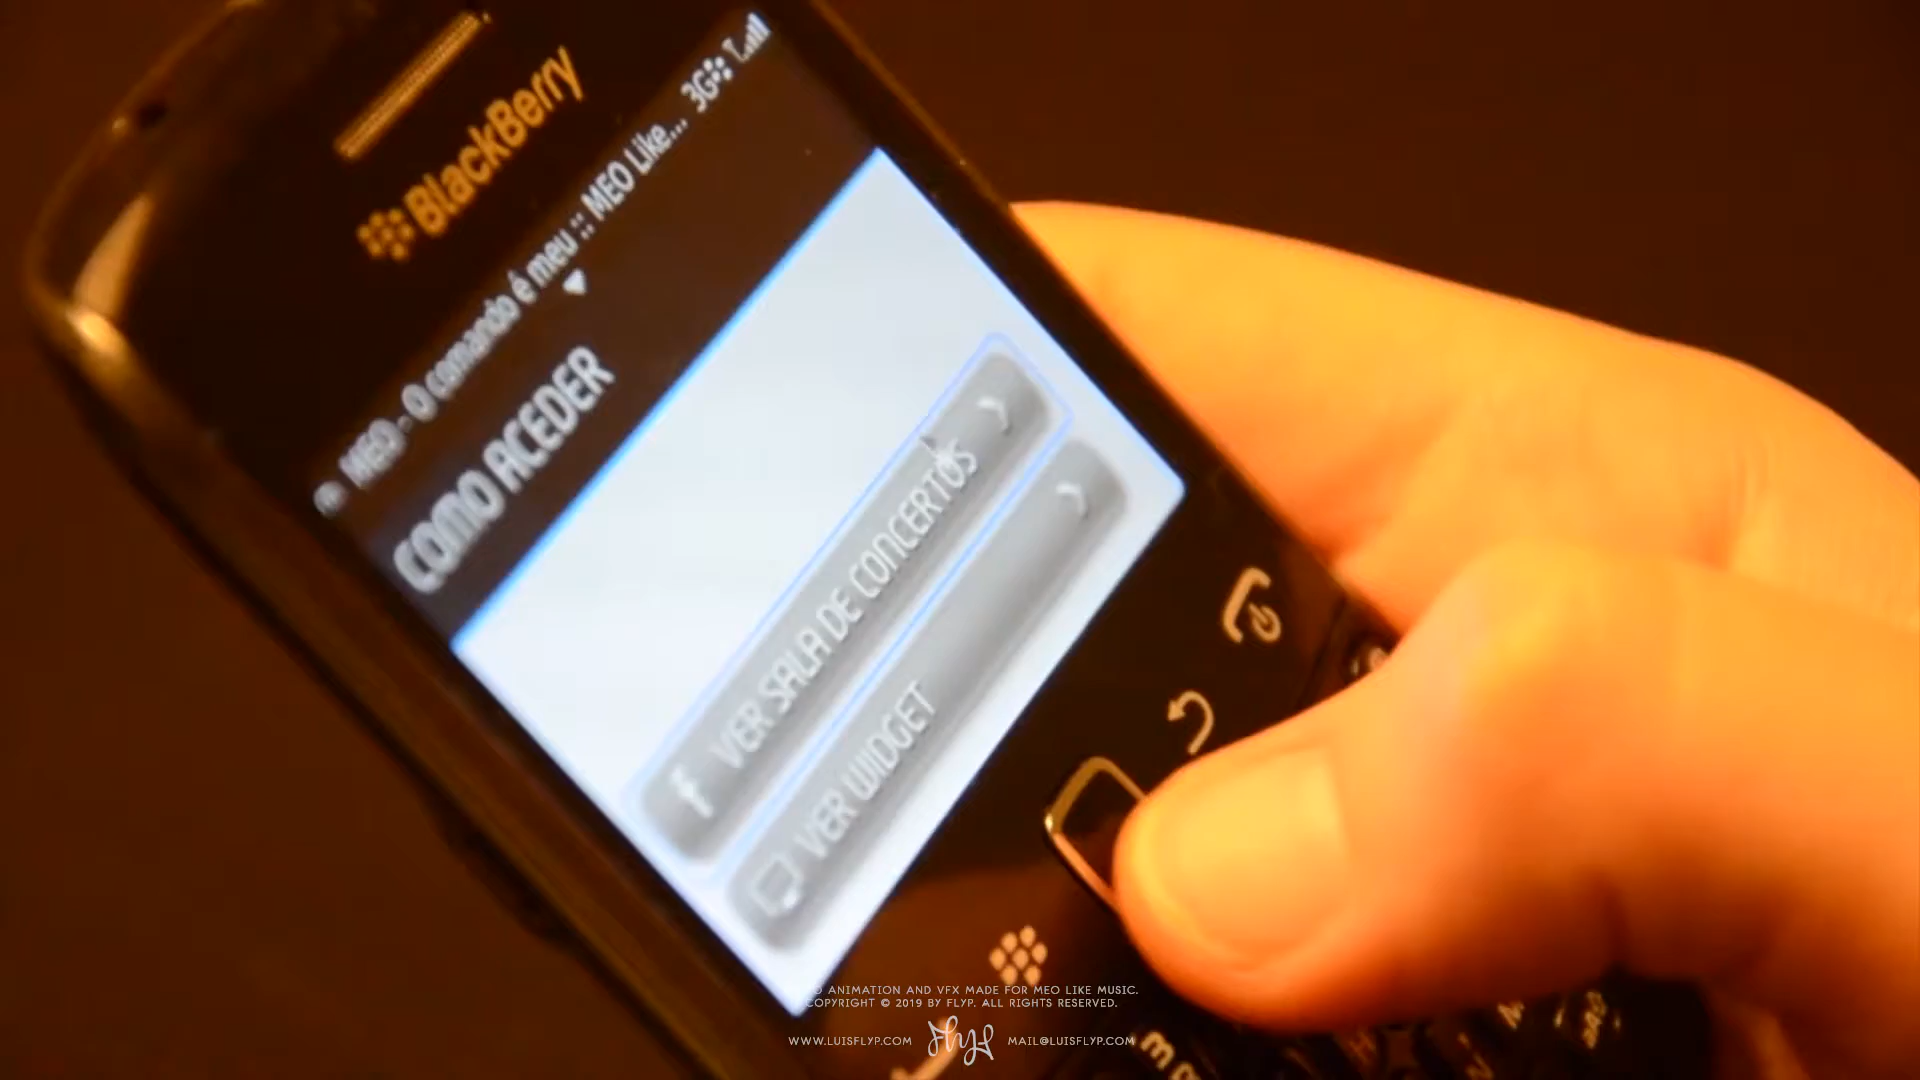 BlackBerry
MEO - O comando é meu :: MEO Like... 3G
COMO ACEDER
VER SALA DE CONCERTOS
VER WIDGET
ANIMATION AND VFX MADE FOR MEO LIKE MUSIC.
COPYRIGHT © 2019 BY FLYP. ALL RIGHTS RESERVED.
WWW.LUISFLYP.COM Flyp MAIL@LUISFLYP.COM